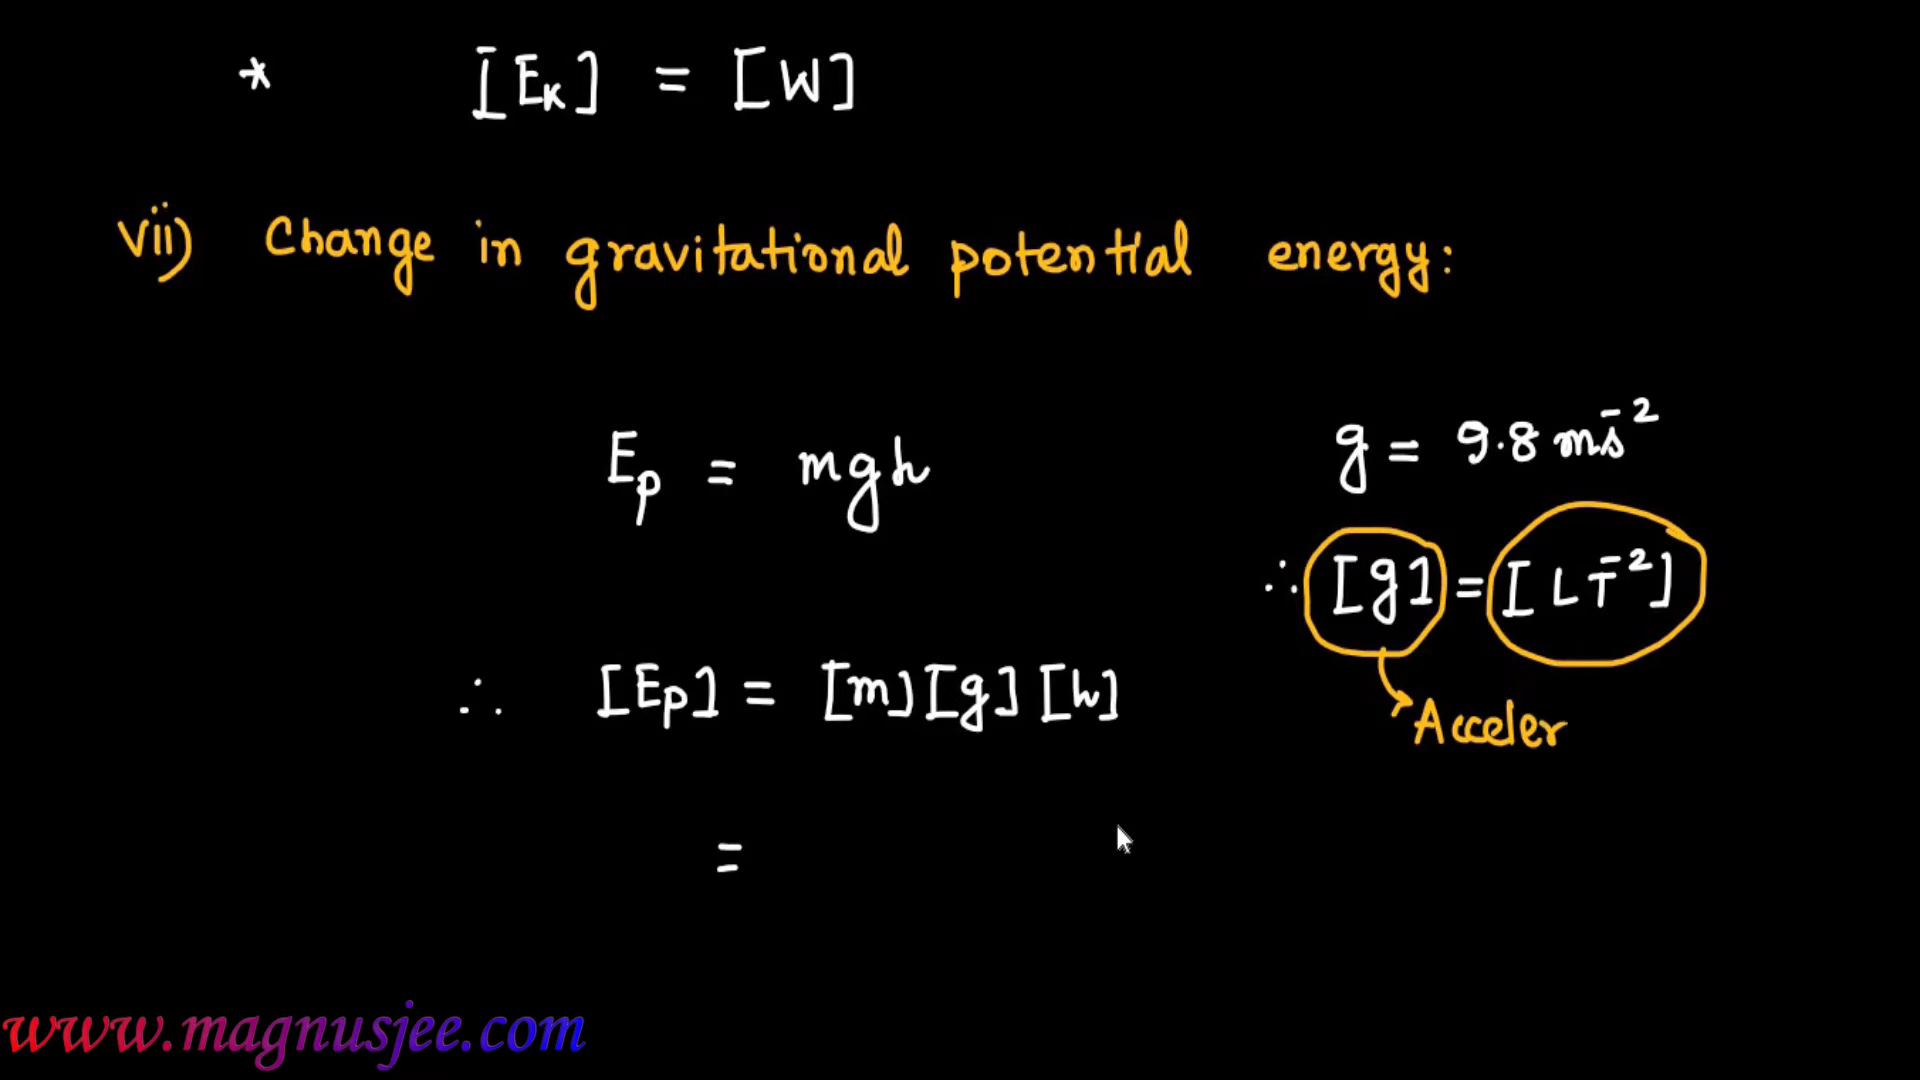 * [Eₖ] = [W]
vii) Change in gravitational potential energy:
Eₚ = mgh
g = 9.8 ms⁻²
∴ [g] = [LT⁻²]
∴ [Eₚ] = [m][g][h]
Acceler
=
www.magnusjee.com